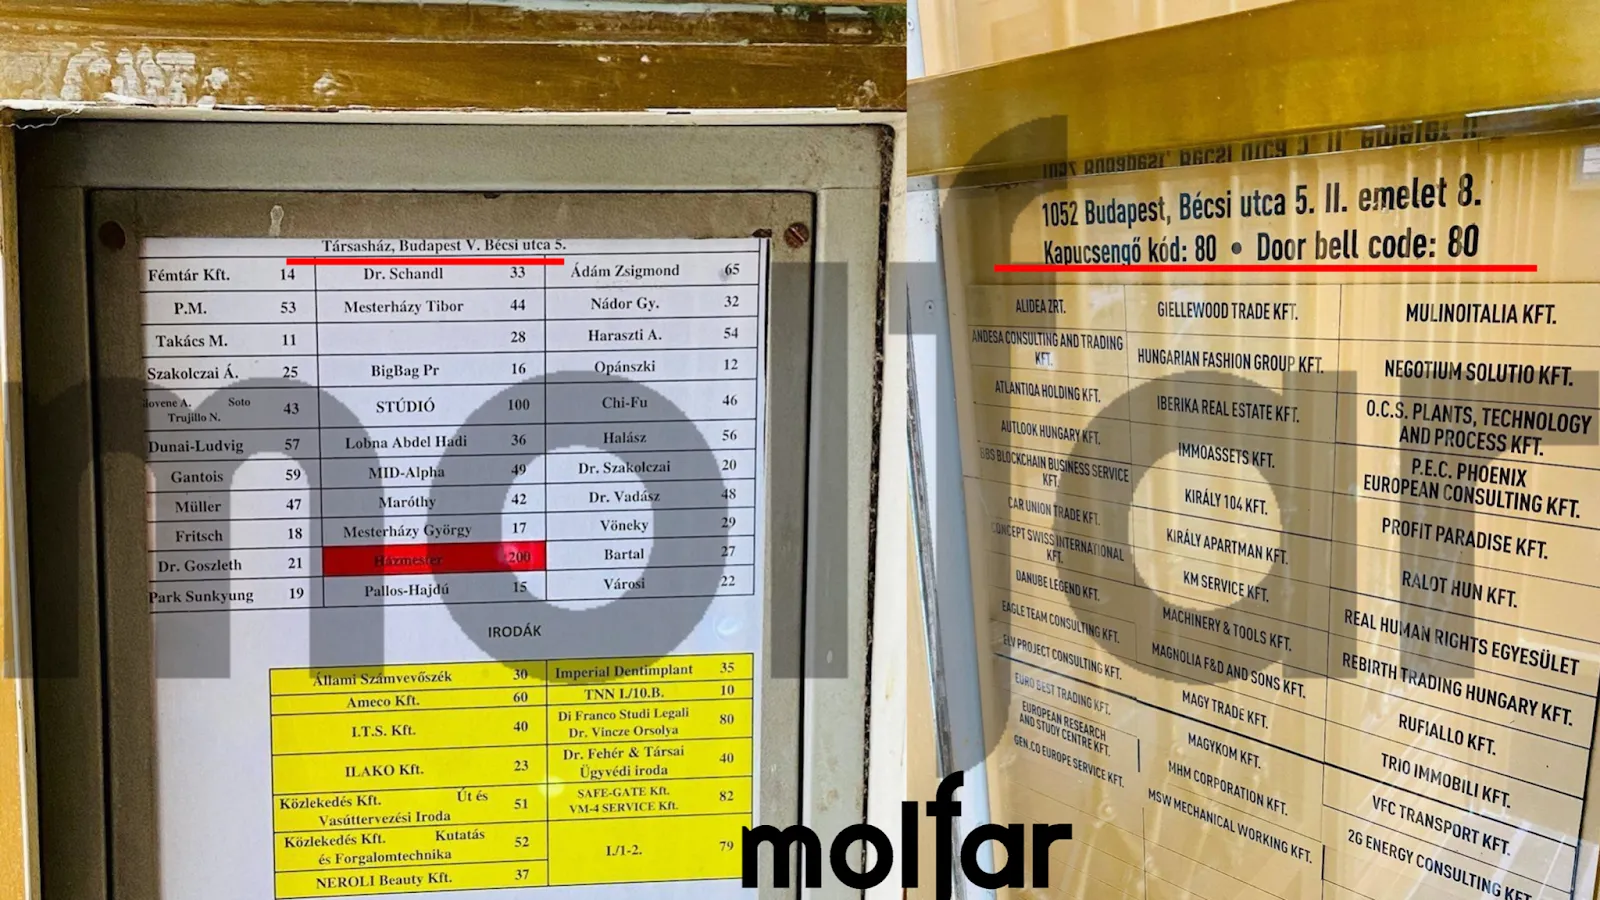 Társasház, Budapest V. Bécsi utca 5.
Fémtár Kft. 14 Dr. Schandl 33 Ádám Zsigmond 65
P.M. 53 Mesterházy Tibor 44 Nádor Gy. 32
Takács M. 11 28 Haraszti A. 54
Szakolczai Á. 25 BigBag Pr 16 Opánszki 12
A. Soto
Trujillo N. 43 STÚDIÓ 100 Chi-Fu 46
Dunai-Ludvig 57 Lobna Abdel Hadi 36 Halász 56
Gantois 59 MID-Alpha 49 Dr. Szakolczai 20
Müller 47 Maróthy 42 Dr. Vadász 48
Fritsch 18 Mesterházy György 17 Vöneky 29
Dr. Goszleth 21 Házmester 200 Bartal 27
Park Sunkyung 19 Pallos-Hajdú 15 Városi 22
IRODÁK
Állami Számvevőszék 30 Imperial Dentimplant 35
Ameco Kft. 60 TNN I./10.B. 10
I.T.S. Kft. 40 Di Franco Studi Legali
Dr. Vincze Orsolya 80
ILAKO Kft. 23 Dr. Fehér & Társai
Ügyvédi iroda 40
Közlekedés Kft. Út és
Vasúttervezési Iroda 51 SAFE-GATE Kft.
VM-4 SERVICE Kft. 82
Közlekedés Kft. Kutatás
és Forgalomtechnika 52 I./1-2. 79
NEROLI Beauty Kft. 37
1052 Budapest, Bécsi utca 5. II. emelet 8.
Kapucsengő kód: 80 • Door bell code: 80
ALIDEA ZRT.
ANDESA CONSULTING AND TRADING
KFT.
ATLANTIQA HOLDING KFT.
AUTLOOK HUNGARY KFT.
BBS BLOCKCHAIN BUSINESS SERVICE
KFT.
CAR UNION TRADE KFT.
CONCEPT SWISS INTERNATIONAL
KFT.
DANUBE LEGEND KFT.
EAGLE TEAM CONSULTING KFT.
ELV PROJECT CONSULTING KFT.
EURO BEST TRADING KFT.
EUROPEAN RESEARCH
AND STUDY CENTRE KFT.
GEN.CO EUROPE SERVICE KFT.
GIELLEWOOD TRADE KFT.
HUNGARIAN FASHION GROUP KFT.
IBERIKA REAL ESTATE KFT.
IMMOASSETS KFT.
KIRÁLY 104 KFT.
KIRÁLY APARTMAN KFT.
KM SERVICE KFT.
MACHINERY & TOOLS KFT.
MAGNOLIA F&D AND SONS KFT.
MAGY TRADE KFT.
MAGYKOM KFT.
MHM CORPORATION KFT.
MSW MECHANICAL WORKING KFT.
MULINOITALIA KFT.
NEGOTIUM SOLUTIO KFT.
O.C.S. PLANTS, TECHNOLOGY
AND PROCESS KFT.
P.E.C. PHOENIX
EUROPEAN CONSULTING KFT.
PROFIT PARADISE KFT.
RALOT HUN KFT.
REAL HUMAN RIGHTS EGYESÜLET
REBIRTH TRADING HUNGARY KFT.
RUFIALLO KFT.
TRIO IMMOBILI KFT.
VFC TRANSPORT KFT.
2G ENERGY CONSULTING KFT
molfar
molfar